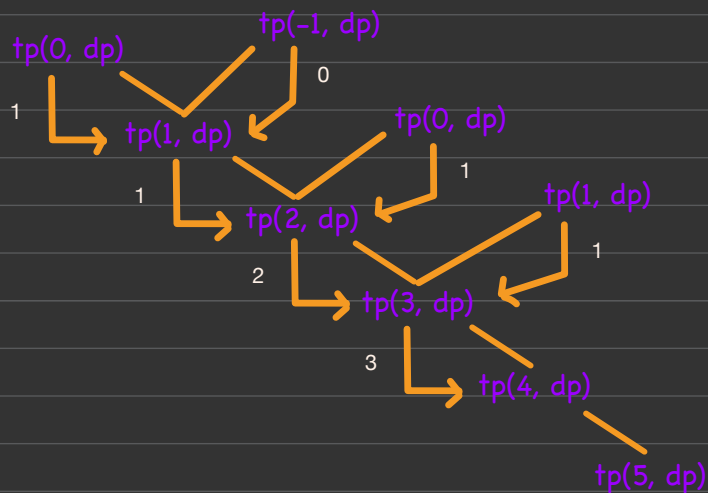 tp(-1, dp)
tp(0, dp)
0
1
tp(0, dp)
tp(1, dp)
1
1
tp(1, dp)
tp(2, dp)
1
2
tp(3, dp)
3
tp(4, dp)
tp(5, dp)